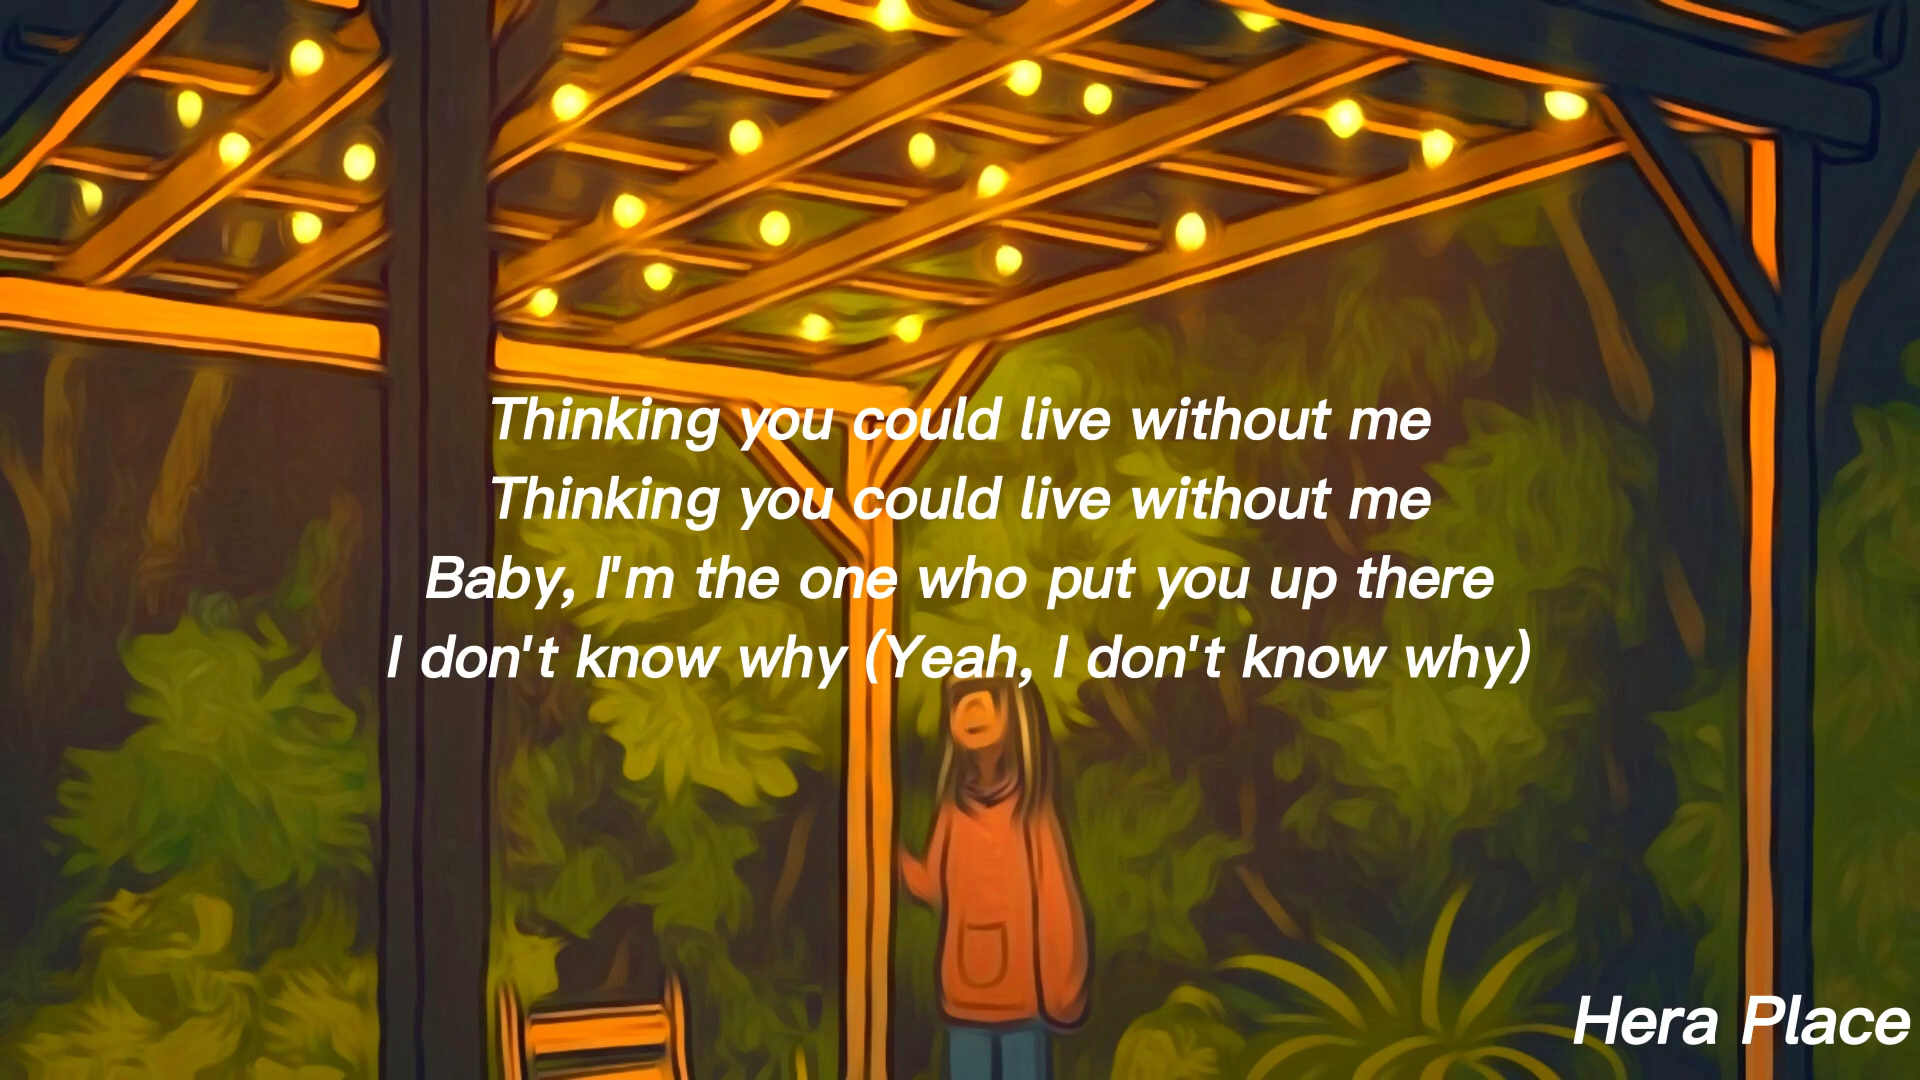 Thinking you could live without me
Thinking you could live without me
Baby, I'm the one who put you up there
I don't know why (Yeah, I don't know why)
Hera Place